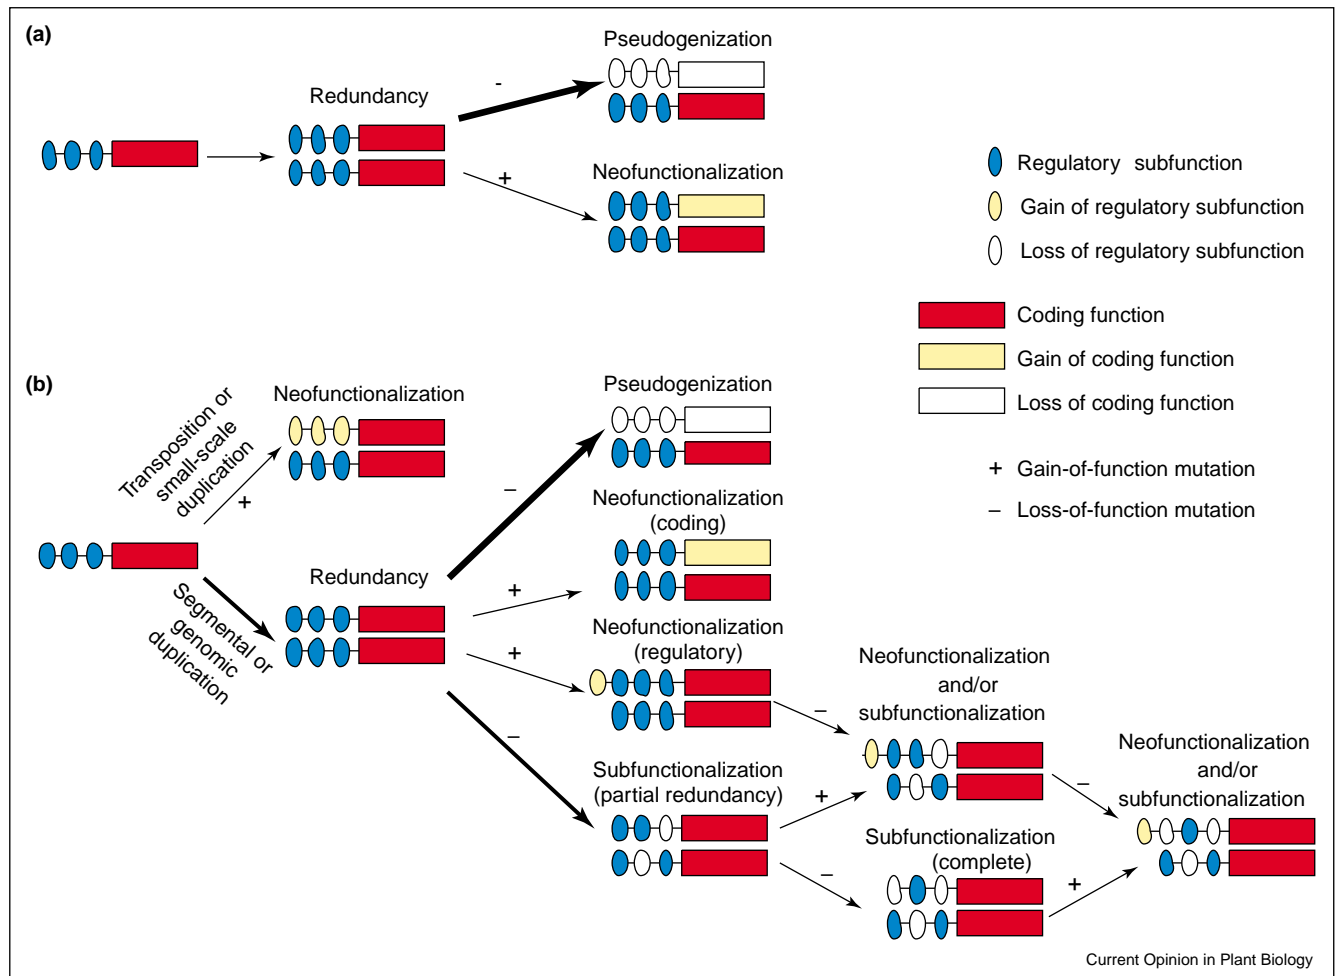 (a)
Pseudogenization
-
Redundancy
Neofunctionalization
+
Regulatory subfunction
Gain of regulatory subfunction
Loss of regulatory subfunction
Coding function
Gain of coding function
Loss of coding function
+ Gain-of-function mutation
– Loss-of-function mutation
(b)
Transposition or
small-scale
duplication
+
Neofunctionalization
Segmental or
genomic
duplication
Redundancy
Pseudogenization
–
Neofunctionalization
(coding)
+
Neofunctionalization
(regulatory)
+
–
Subfunctionalization
(partial redundancy)
–
Neofunctionalization
and/or
subfunctionalization
+
–
Subfunctionalization
(complete)
–
+
Neofunctionalization
and/or
subfunctionalization
Current Opinion in Plant Biology